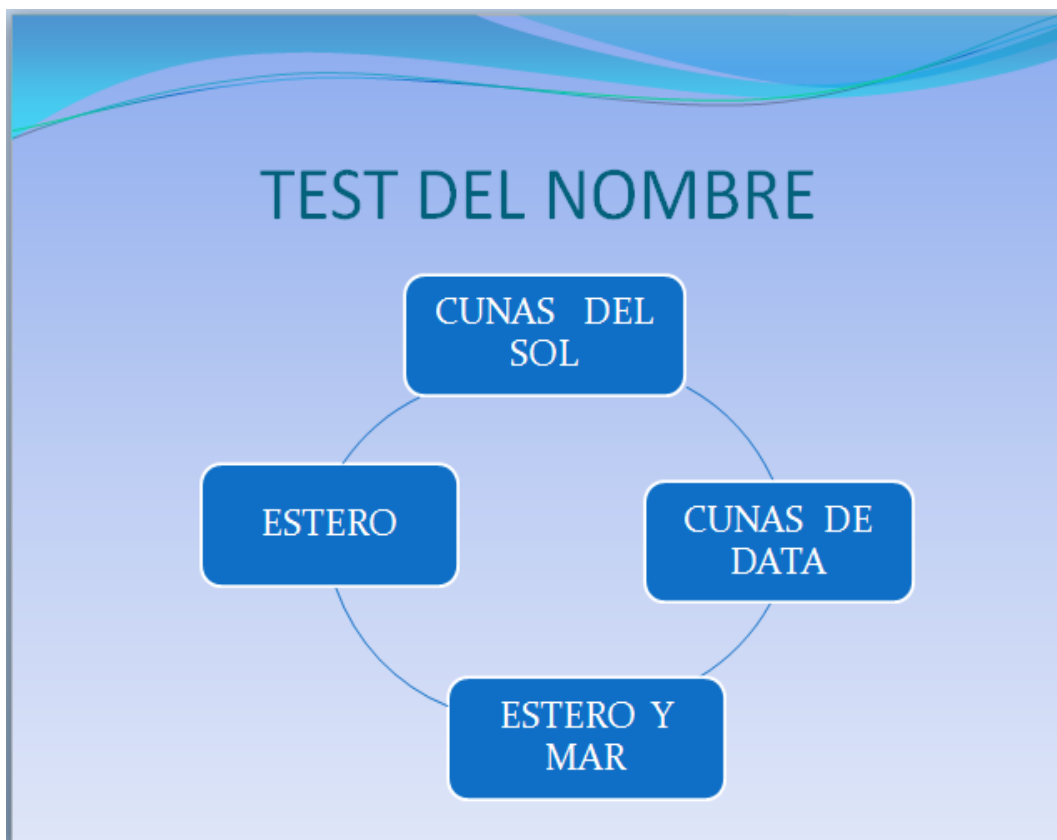 TEST DEL NOMBRE
CUNAS DEL
SOL
CUNAS DE
DATA
ESTERO Y
MAR
ESTERO